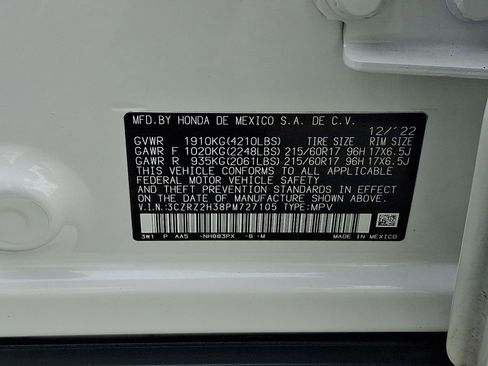 MFD.BY HONDA DE MEXICO S.A. DE C.V.
12/'22
GVWR 1910KG(4210LBS) TIRE SIZE RIM SIZE
GAWR F 1020KG(2248LBS) 215/60R17 96H 17X6.5J
GAWR R 935KG(2061LBS) 215/60R17 96H 17X6.5J
THIS VEHICLE CONFORMS TO ALL APPLICABLE
FEDERAL MOTOR VEHICLE SAFETY AND
THEFT PREVENTION STANDARDS IN EFFECT
ON THE DATE OF MANUFACTURE SHOWN ABOVE.
V.I.N.:3CZRZ2H38PM727105 TYPE:MPV
3W1 P AAS -NH883PX -B -M MADE IN MEXICO